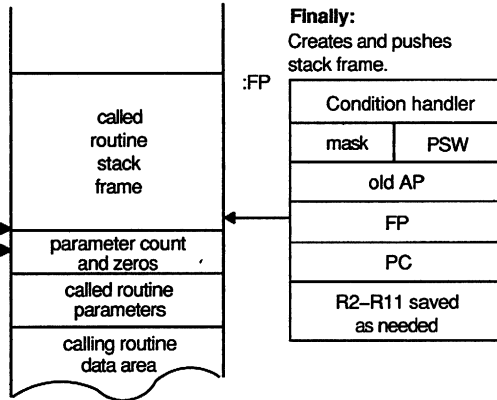 Finally:
Creates and pushes
stack frame.
:FP
called
routine
stack
frame
parameter count
and zeros
called routine
parameters
calling routine
data area
Condition handler
mask PSW
old AP
FP
PC
R2–R11 saved
as needed